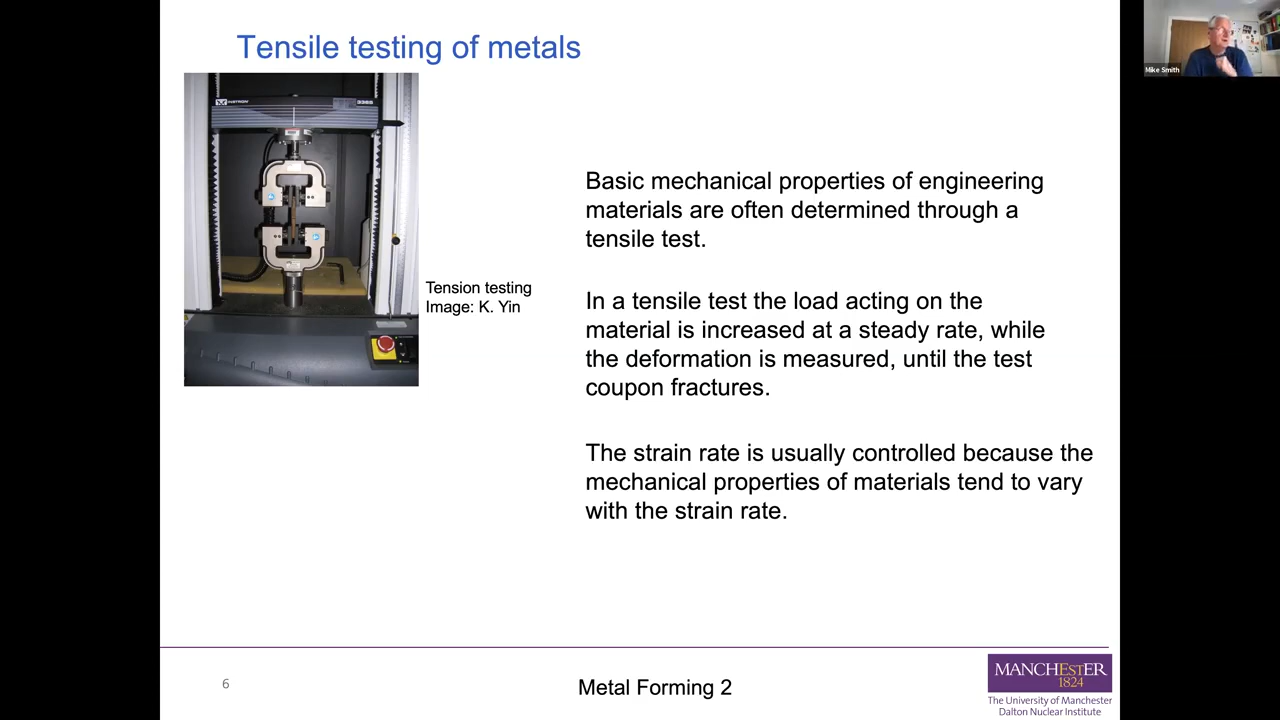 Tensile testing of metals
Mike Smith
INSTRON
3365
Basic mechanical properties of engineering
materials are often determined through a
tensile test.
Tension testing
Image: K. Yin
In a tensile test the load acting on the
material is increased at a steady rate, while
the deformation is measured, until the test
coupon fractures.
The strain rate is usually controlled because the
mechanical properties of materials tend to vary
with the strain rate.
6
Metal Forming 2
MANCHESTER
1824
The University of Manchester
Dalton Nuclear Institute